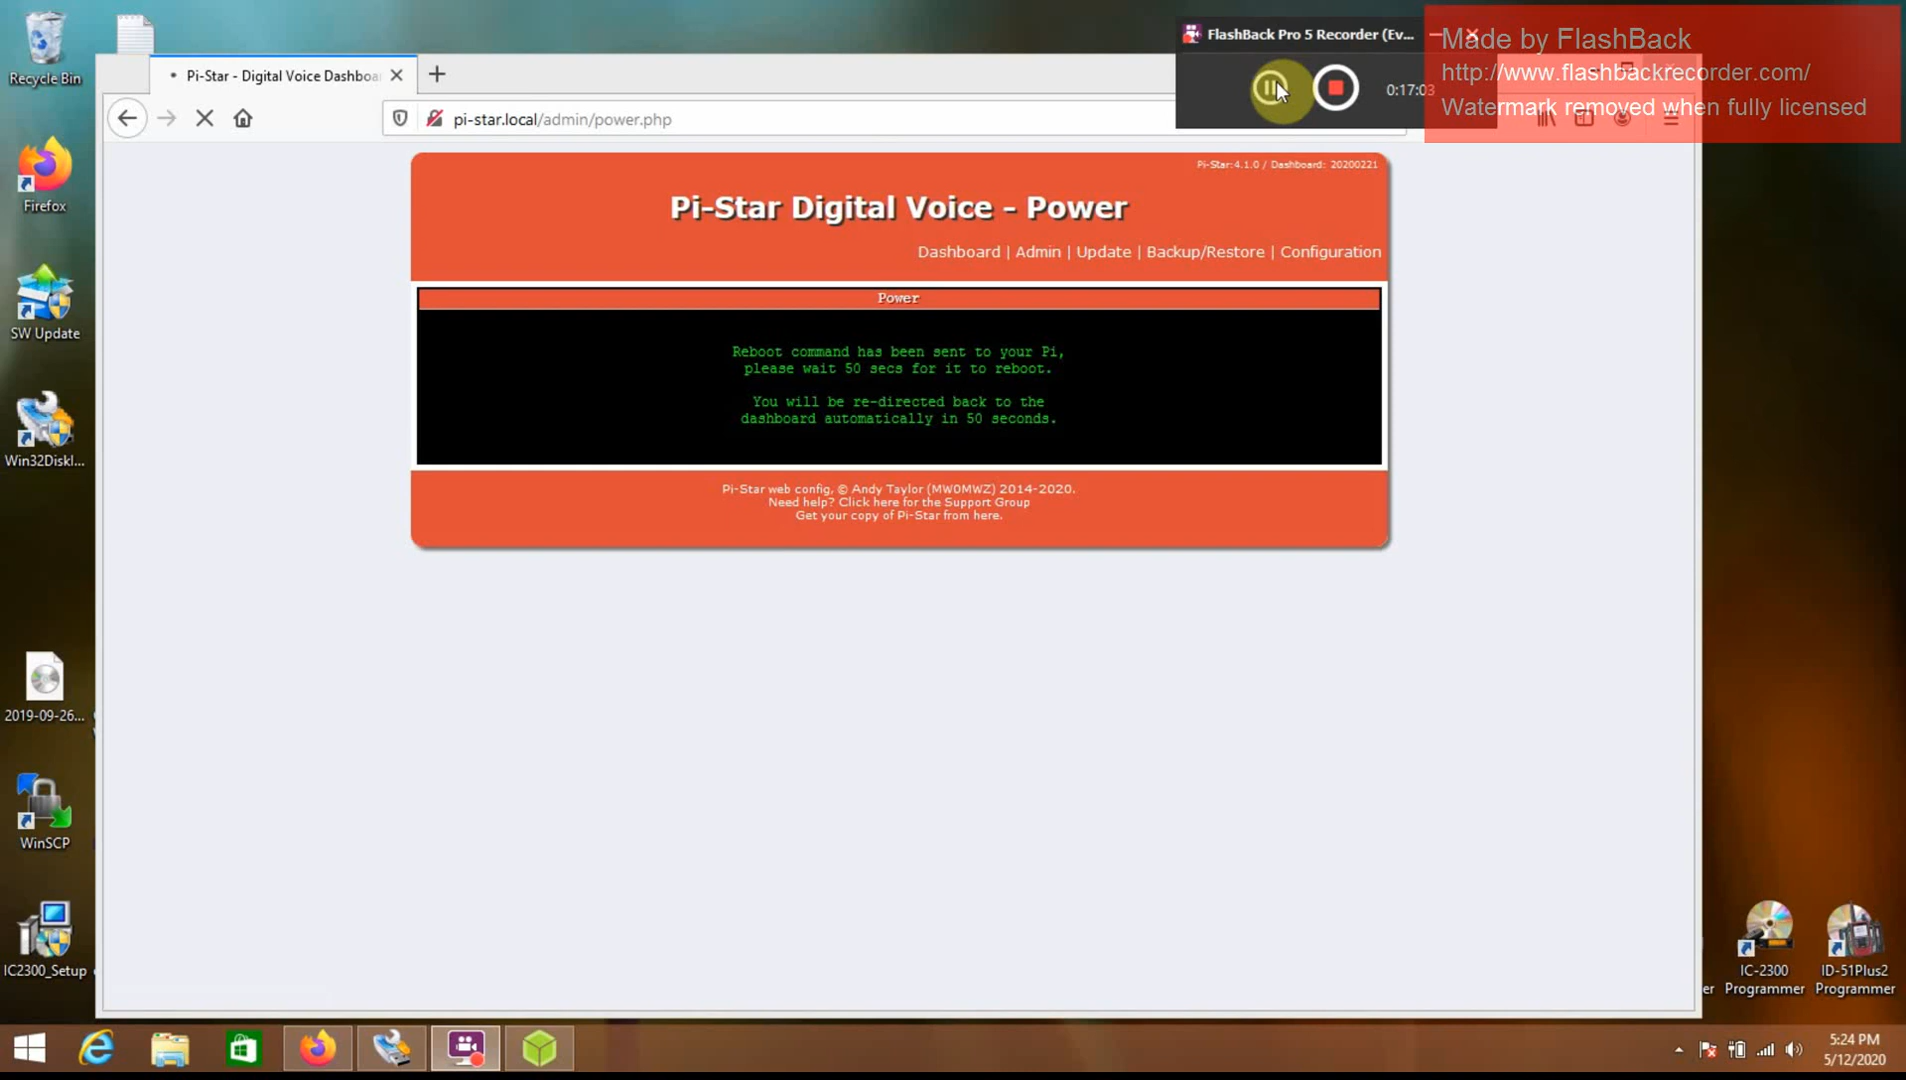 Recycle Bin
Firefox
SW Update
Win32DiskI...
2019-09-26...
WinSCP
IC2300_Setup
Pi-Star - Digital Voice Dashboa
pi-star.local/admin/power.php
FlashBack Pro 5 Recorder (Ev...
0:17:03
Made by FlashBack
http://www.flashbackrecorder.com/
Watermark removed when fully licensed
Pi-Star:4.1.0 / Dashboard: 20200221
Pi-Star Digital Voice - Power
Dashboard | Admin | Update | Backup/Restore | Configuration
Power
Reboot command has been sent to your Pi,
please wait 50 secs for it to reboot.
You will be re-directed back to the
dashboard automatically in 50 seconds.
Pi-Star web config, © Andy Taylor (MW0MWZ) 2014-2020.
Need help? Click here for the Support Group
Get your copy of Pi-Star from here.
er
IC-2300
Programmer
ID-51Plus2
Programmer
5:24 PM
5/12/2020